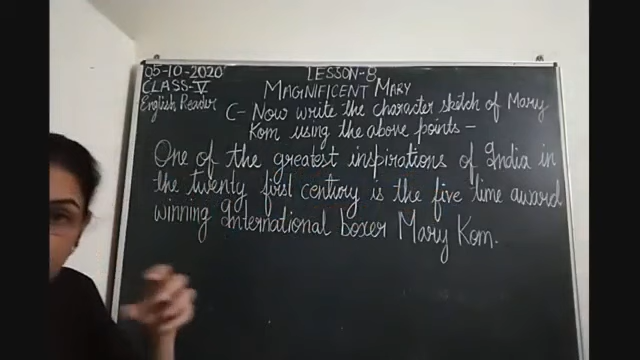 05-10-2020
CLASS-V
English Reader
LESSON-8
MAGNIFICENT MARY
C- Now write the character sketch of Mary
Kom using the above points-
One of the greatest inspirations of India in
the twenty first century is the five time award
winning International boxer Mary Kom.